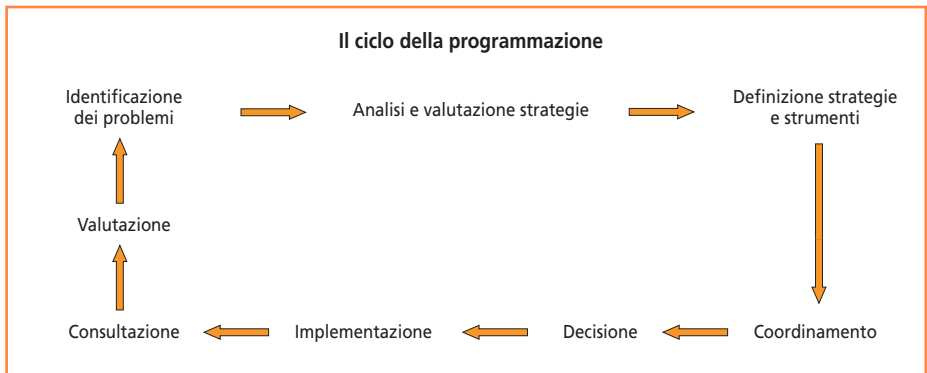 Il ciclo della programmazione
Identificazione
dei problemi
Analisi e valutazione strategie
Definizione strategie
e strumenti
Valutazione
Consultazione
Implementazione
Decisione
Coordinamento